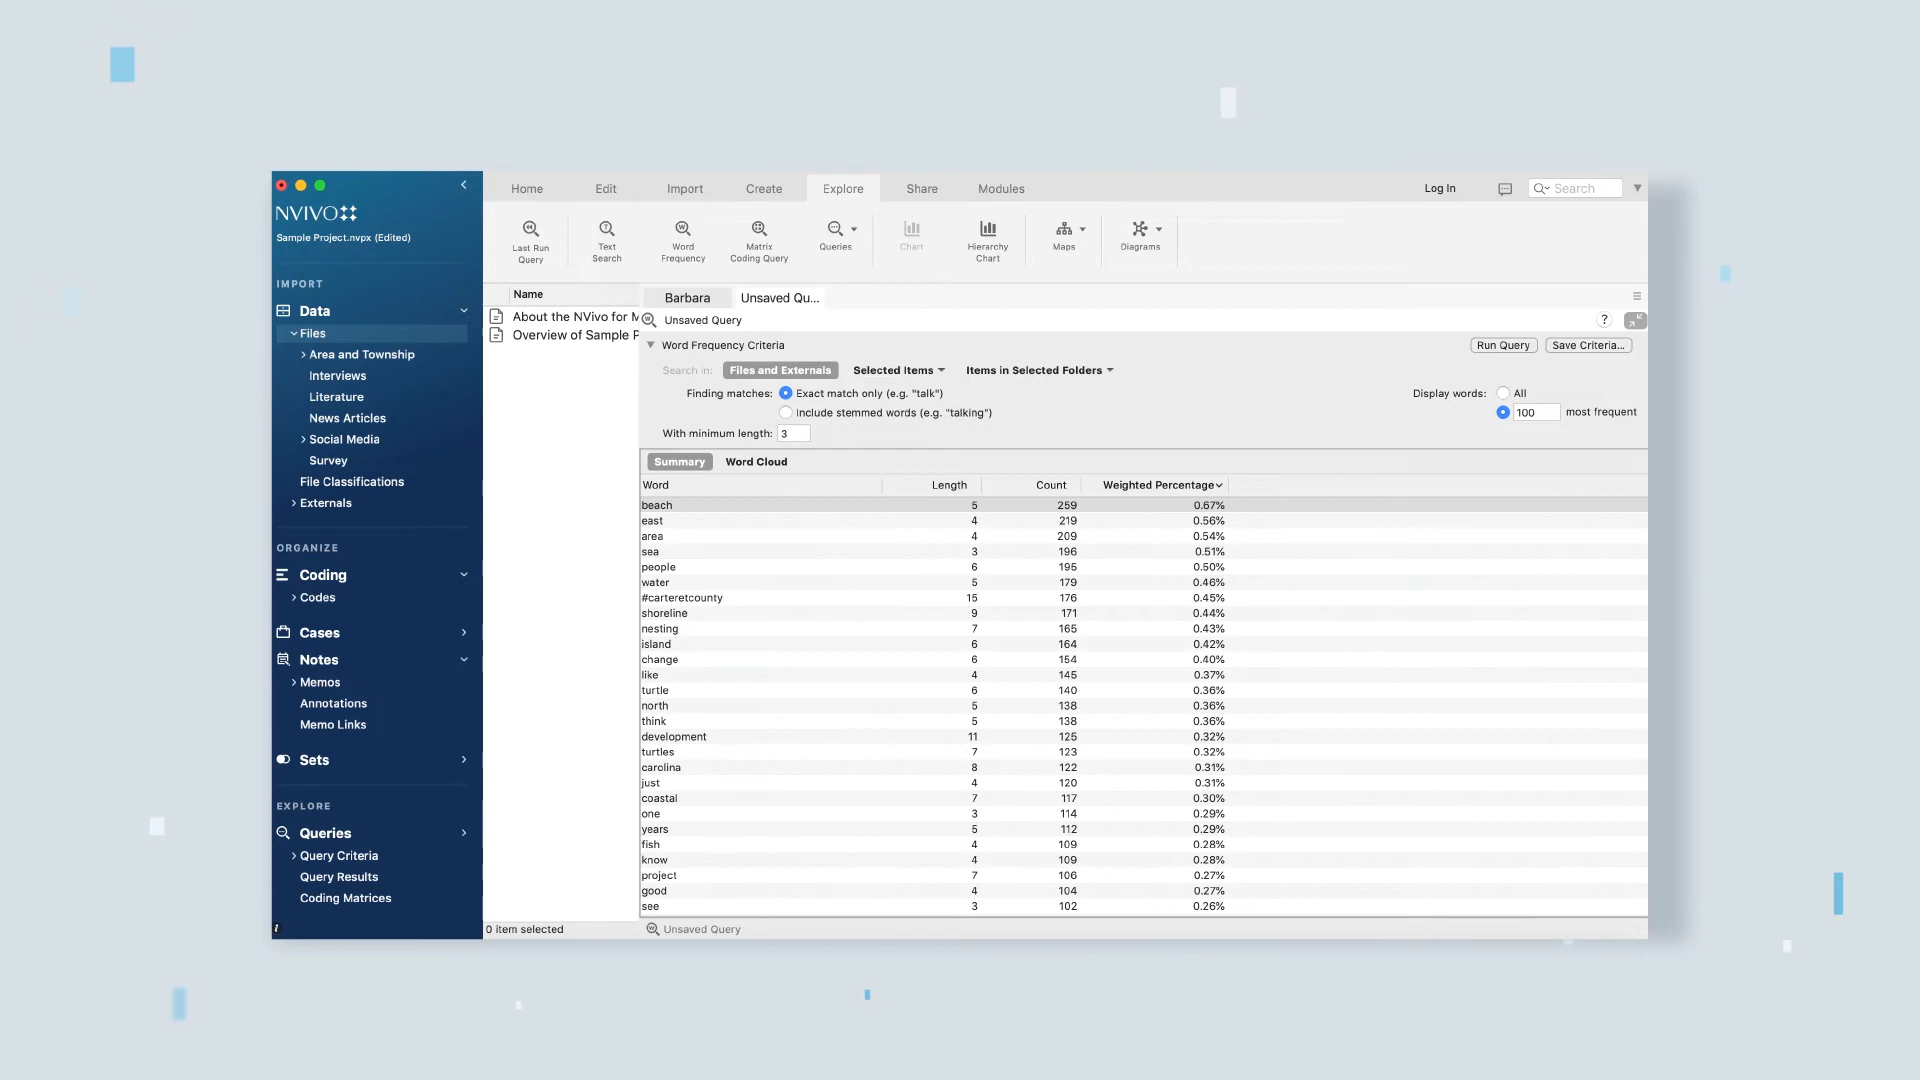 NVIVO
Sample Project.nvpx (Edited)
IMPORT
Data
Files
Area and Township
Interviews
Literature
News Articles
Social Media
Survey
File Classifications
Externals
ORGANIZE
Coding
Codes
Cases
Notes
Memos
Annotations
Memo Links
Sets
EXPLORE
Queries
Query Criteria
Query Results
Coding Matrices
Home Edit Import Create Explore Share Modules Log In Search
Last Run Query
Text Search
Word Frequency
Matrix Coding Query
Queries
Chart
Hierarchy Chart
Maps
Diagrams
Name
About the NVivo for M
Overview of Sample P
0 item selected
Barbara Unsaved Qu...
Unsaved Query ?
Word Frequency Criteria Run Query Save Criteria...
Search in: Files and Externals Selected Items Items in Selected Folders
Finding matches: Exact match only (e.g. "talk") Display words: All
Include stemmed words (e.g. "talking") 100 most frequent
With minimum length: 3
Summary Word Cloud
Word Length Count Weighted Percentage
beach 5 259 0.67%
east 4 219 0.56%
area 4 209 0.54%
sea 3 196 0.51%
people 6 195 0.50%
water 5 179 0.46%
#carteretcounty 15 176 0.45%
shoreline 9 171 0.44%
nesting 7 165 0.43%
island 6 164 0.42%
change 6 154 0.40%
like 4 145 0.37%
turtle 6 140 0.36%
north 5 138 0.36%
think 5 138 0.36%
development 11 125 0.32%
turtles 7 123 0.32%
carolina 8 122 0.31%
just 4 120 0.31%
coastal 7 117 0.30%
one 3 114 0.29%
years 5 112 0.29%
fish 4 109 0.28%
know 4 109 0.28%
project 7 106 0.27%
good 4 104 0.27%
see 3 102 0.26%
Unsaved Query